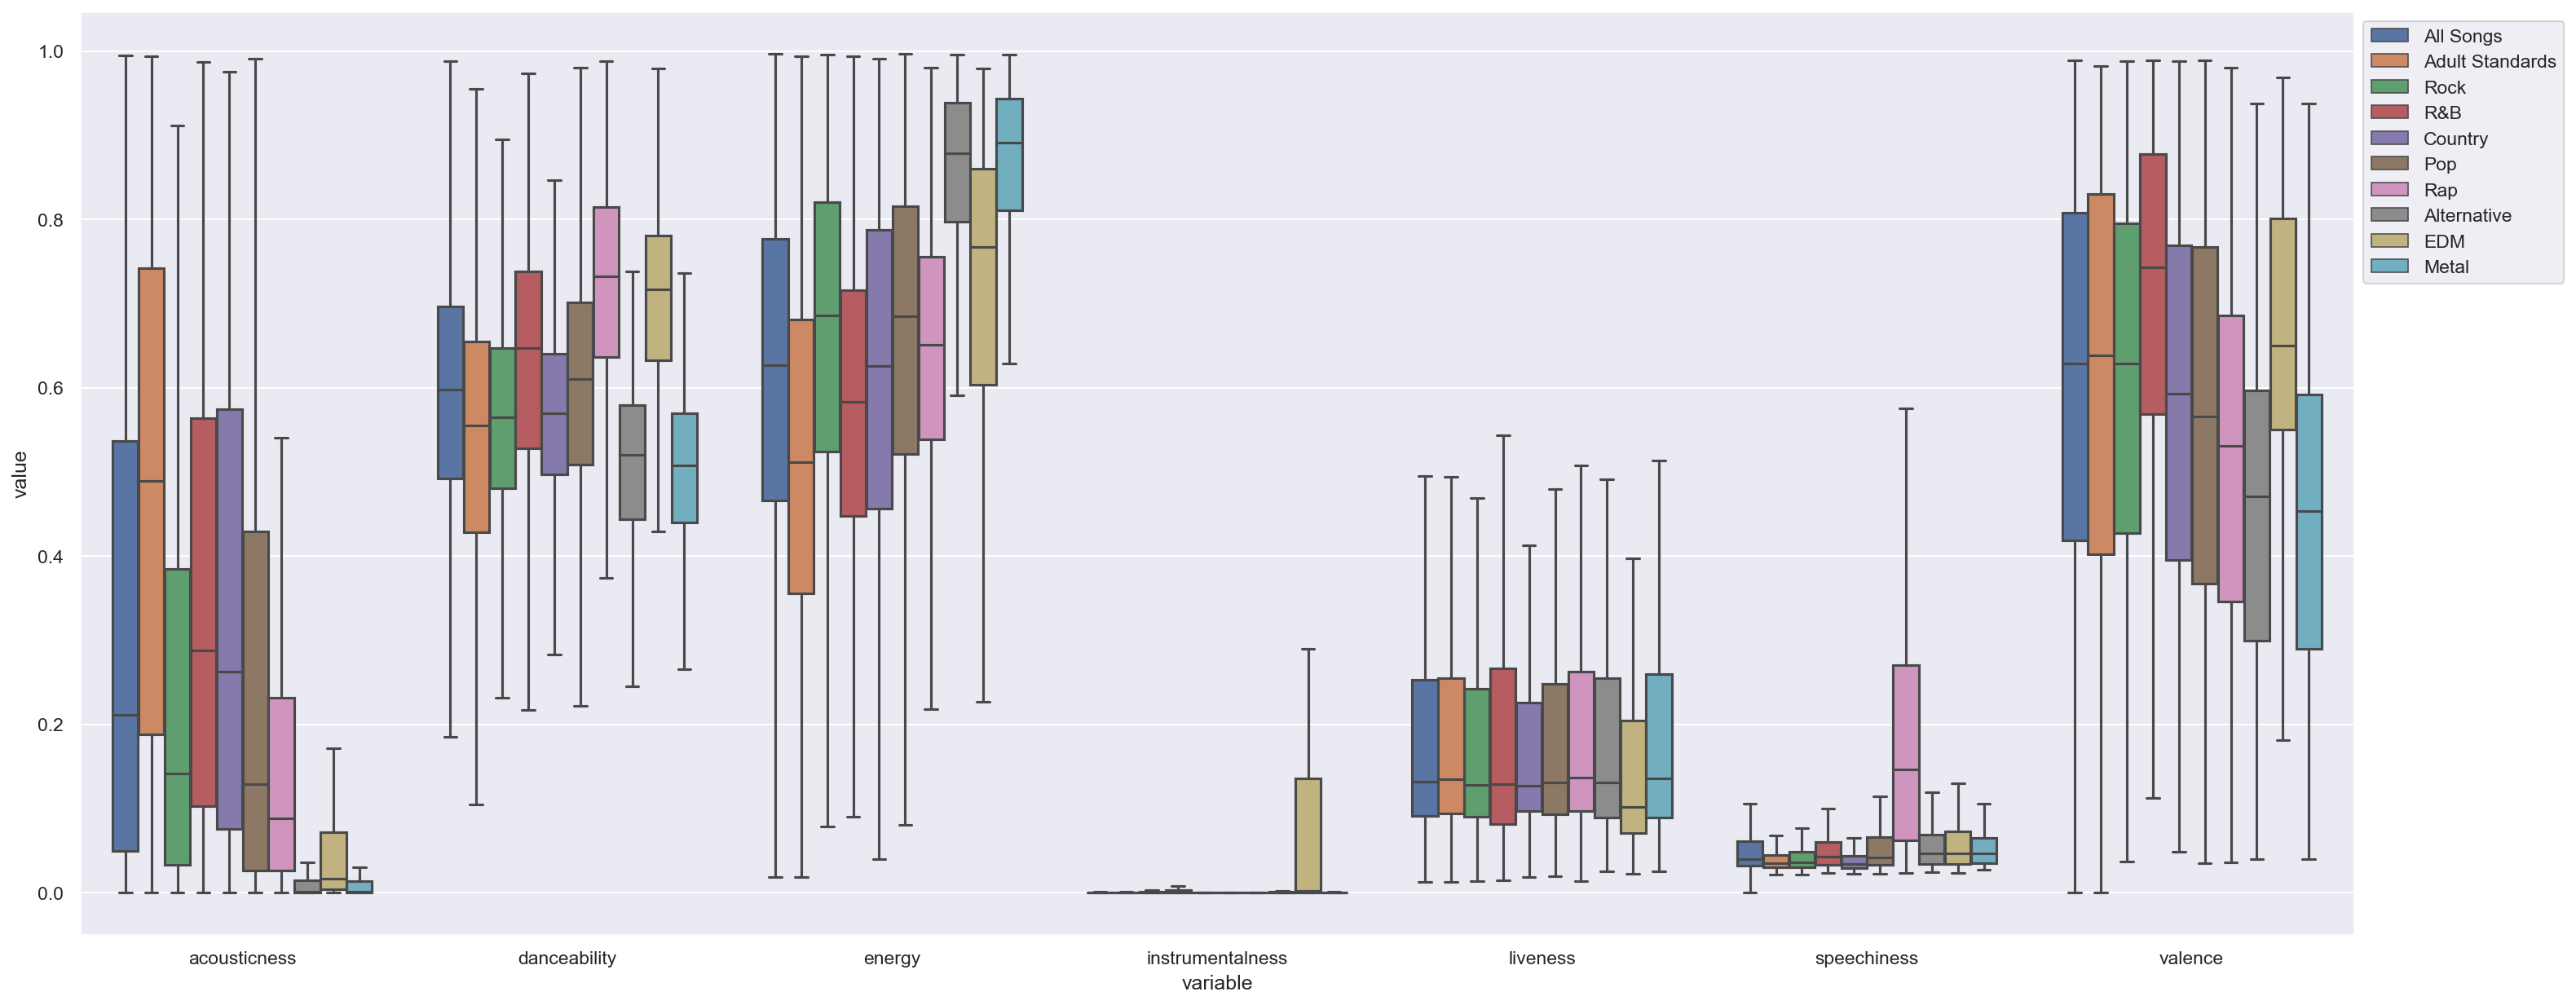 value
1.0
0.8
0.6
0.4
0.2
0.0
acousticness
danceability
energy
instrumentalness
liveness
speechiness
valence
variable
All Songs
Adult Standards
Rock
R&B
Country
Pop
Rap
Alternative
EDM
Metal